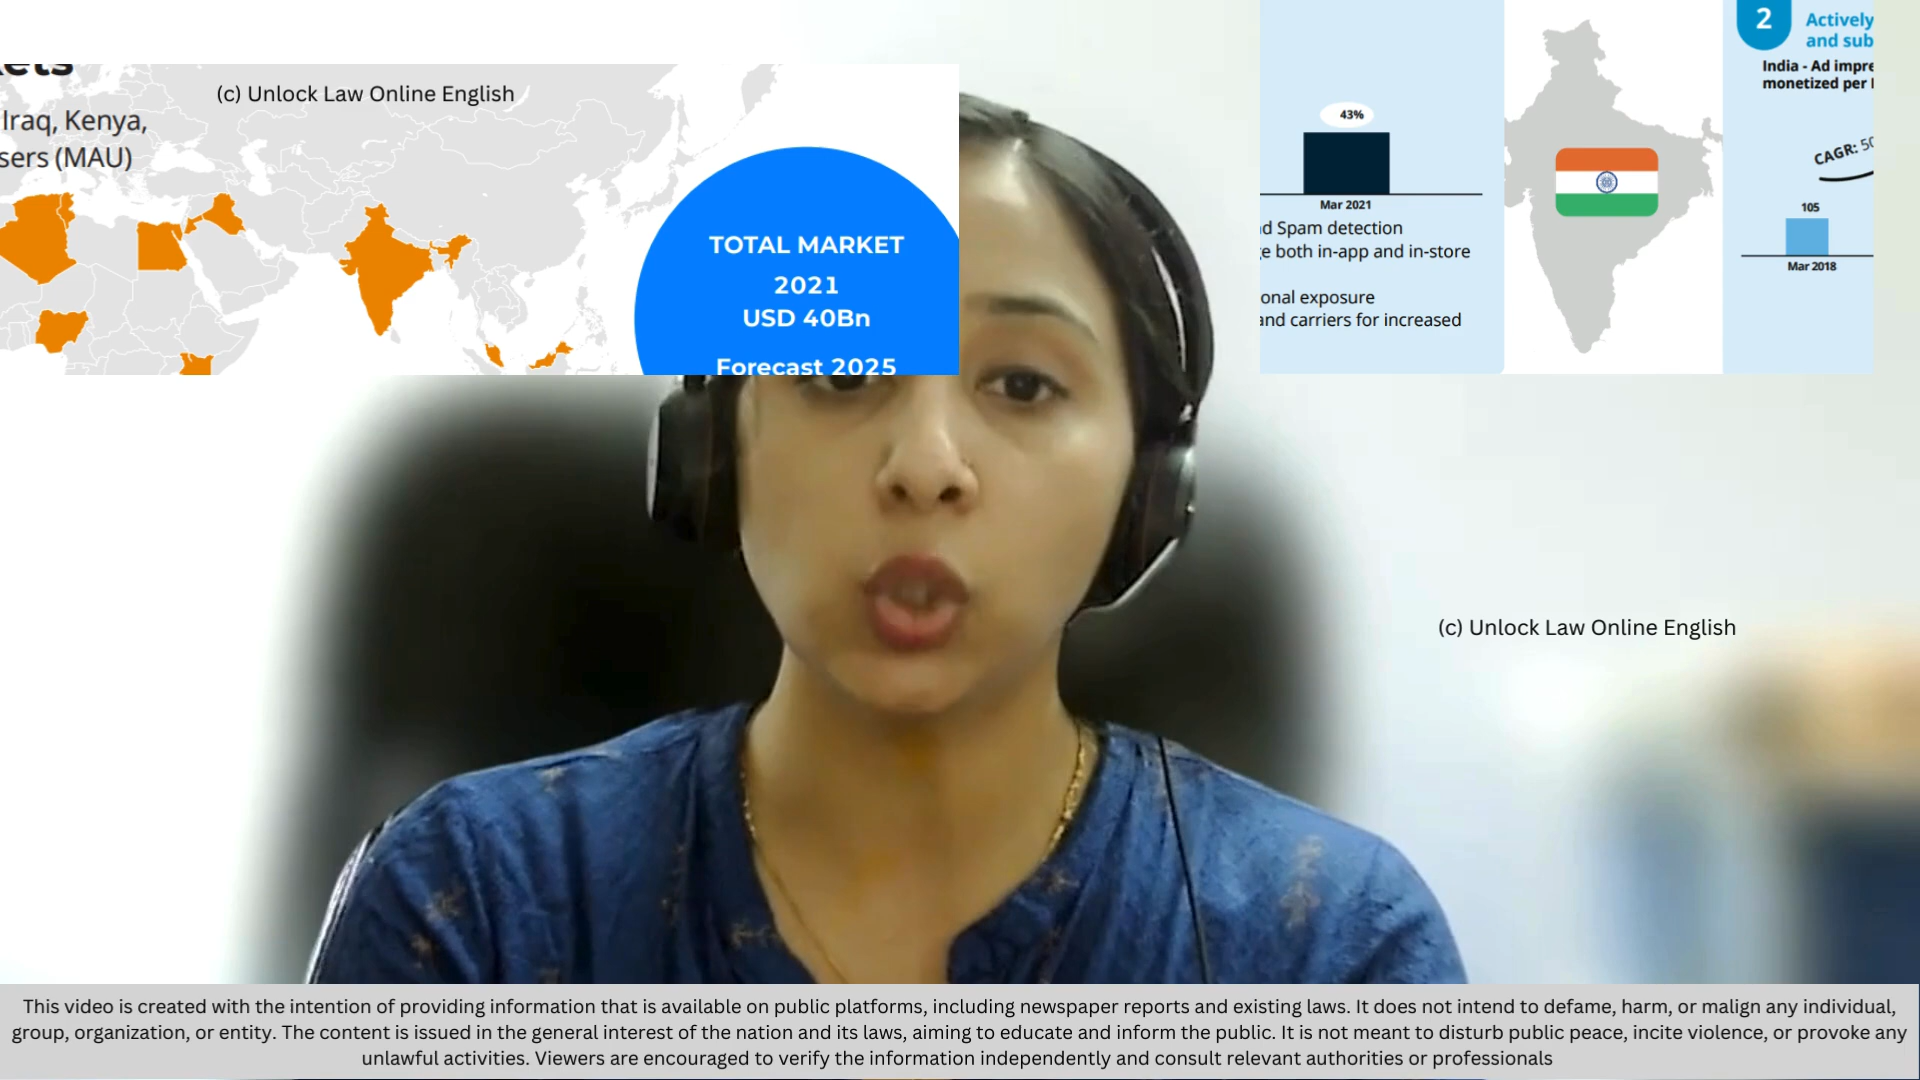 kets
(c) Unlock Law Online English
Iraq, Kenya,
sers (MAU)
TOTAL MARKET
2021
USD 40Bn
Forecast 2025
43%
Mar 2021
d Spam detection
e both in-app and in-store
onal exposure
and carriers for increased
2
Actively
and sub
India - Ad impre
monetized per
CAGR: 50
105
Mar 2018
(c) Unlock Law Online English
This video is created with the intention of providing information that is available on public platforms, including newspaper reports and existing laws. It does not intend to defame, harm, or malign any individual,
group, organization, or entity. The content is issued in the general interest of the nation and its laws, aiming to educate and inform the public. It is not meant to disturb public peace, incite violence, or provoke any
unlawful activities. Viewers are encouraged to verify the information independently and consult relevant authorities or professionals